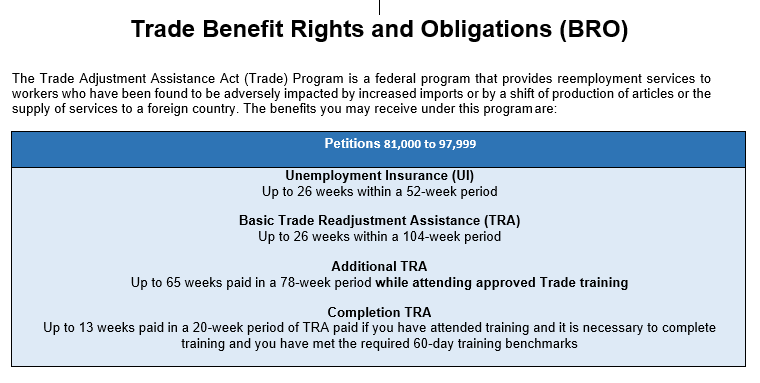 Trade Benefit Rights and Obligations (BRO)
The Trade Adjustment Assistance Act (Trade) Program is a federal program that provides reemployment services to
workers who have been found to be adversely impacted by increased imports or by a shift of production of articles or the
supply of services to a foreign country. The benefits you may receive under this program are:
Petitions 81,000 to 97,999
Unemployment Insurance (UI)
Up to 26 weeks within a 52-week period
Basic Trade Readjustment Assistance (TRA)
Up to 26 weeks within a 104-week period
Additional TRA
Up to 65 weeks paid in a 78-week period while attending approved Trade training
Completion TRA
Up to 13 weeks paid in a 20-week period of TRA paid if you have attended training and it is necessary to complete
training and you have met the required 60-day training benchmarks